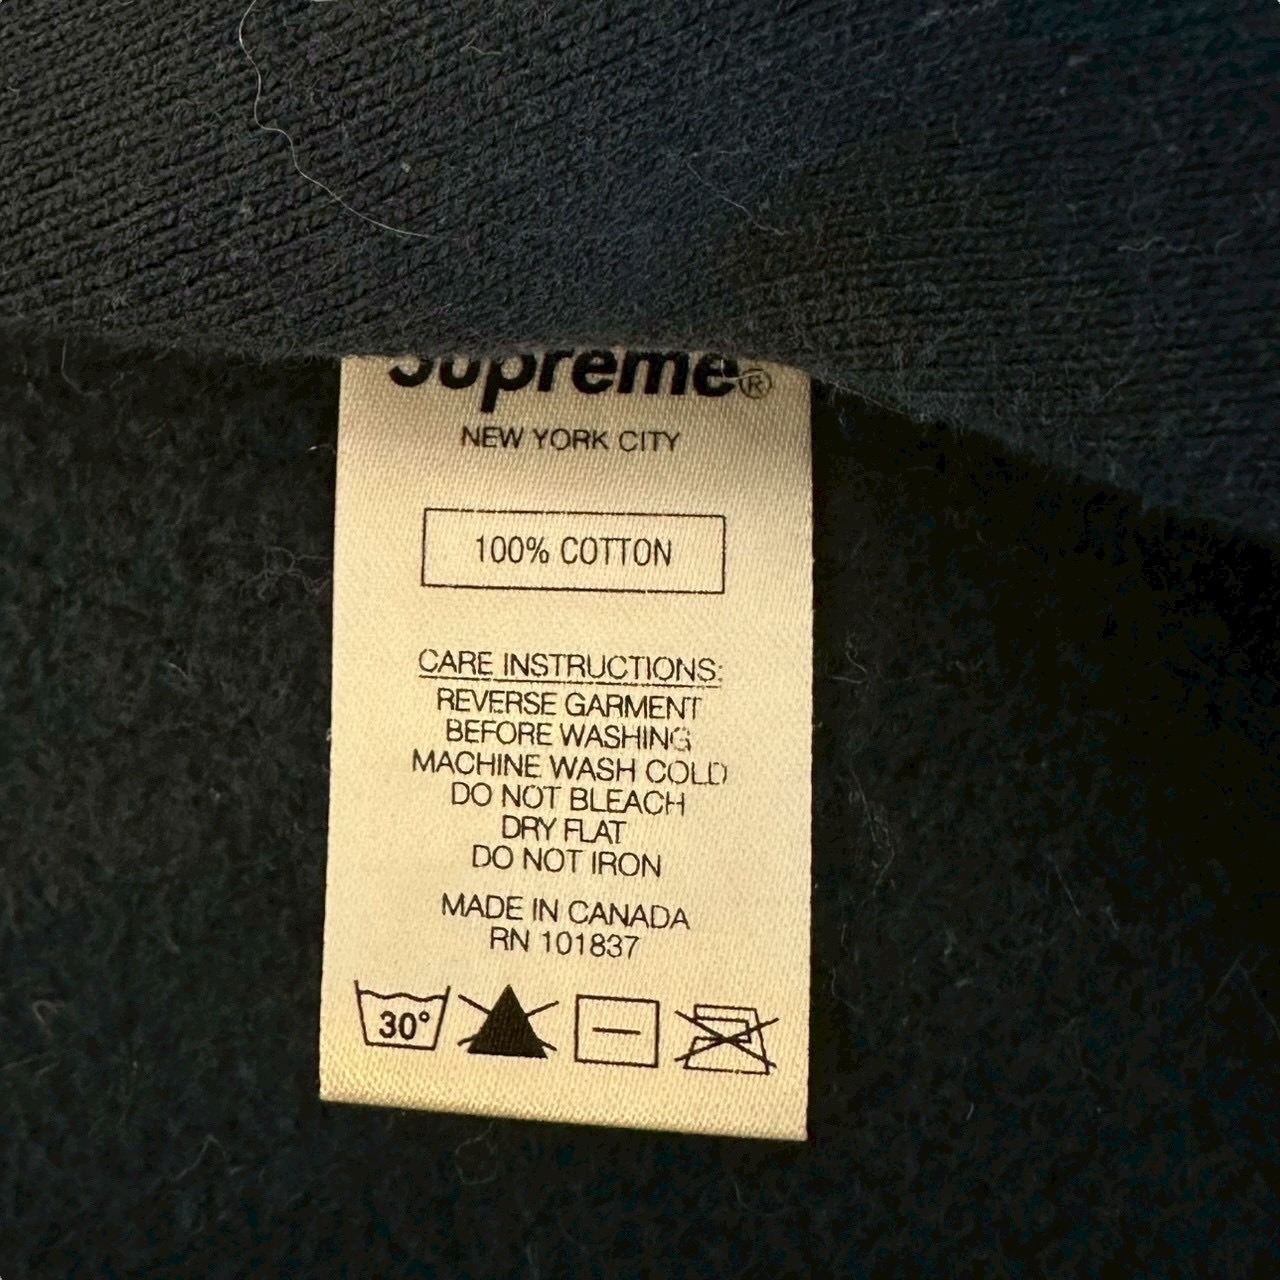 Supreme®
NEW YORK CITY
100% COTTON
CARE INSTRUCTIONS:
REVERSE GARMENT
BEFORE WASHING
MACHINE WASH COLD
DO NOT BLEACH
DRY FLAT
DO NOT IRON
MADE IN CANADA
RN 101837
30°